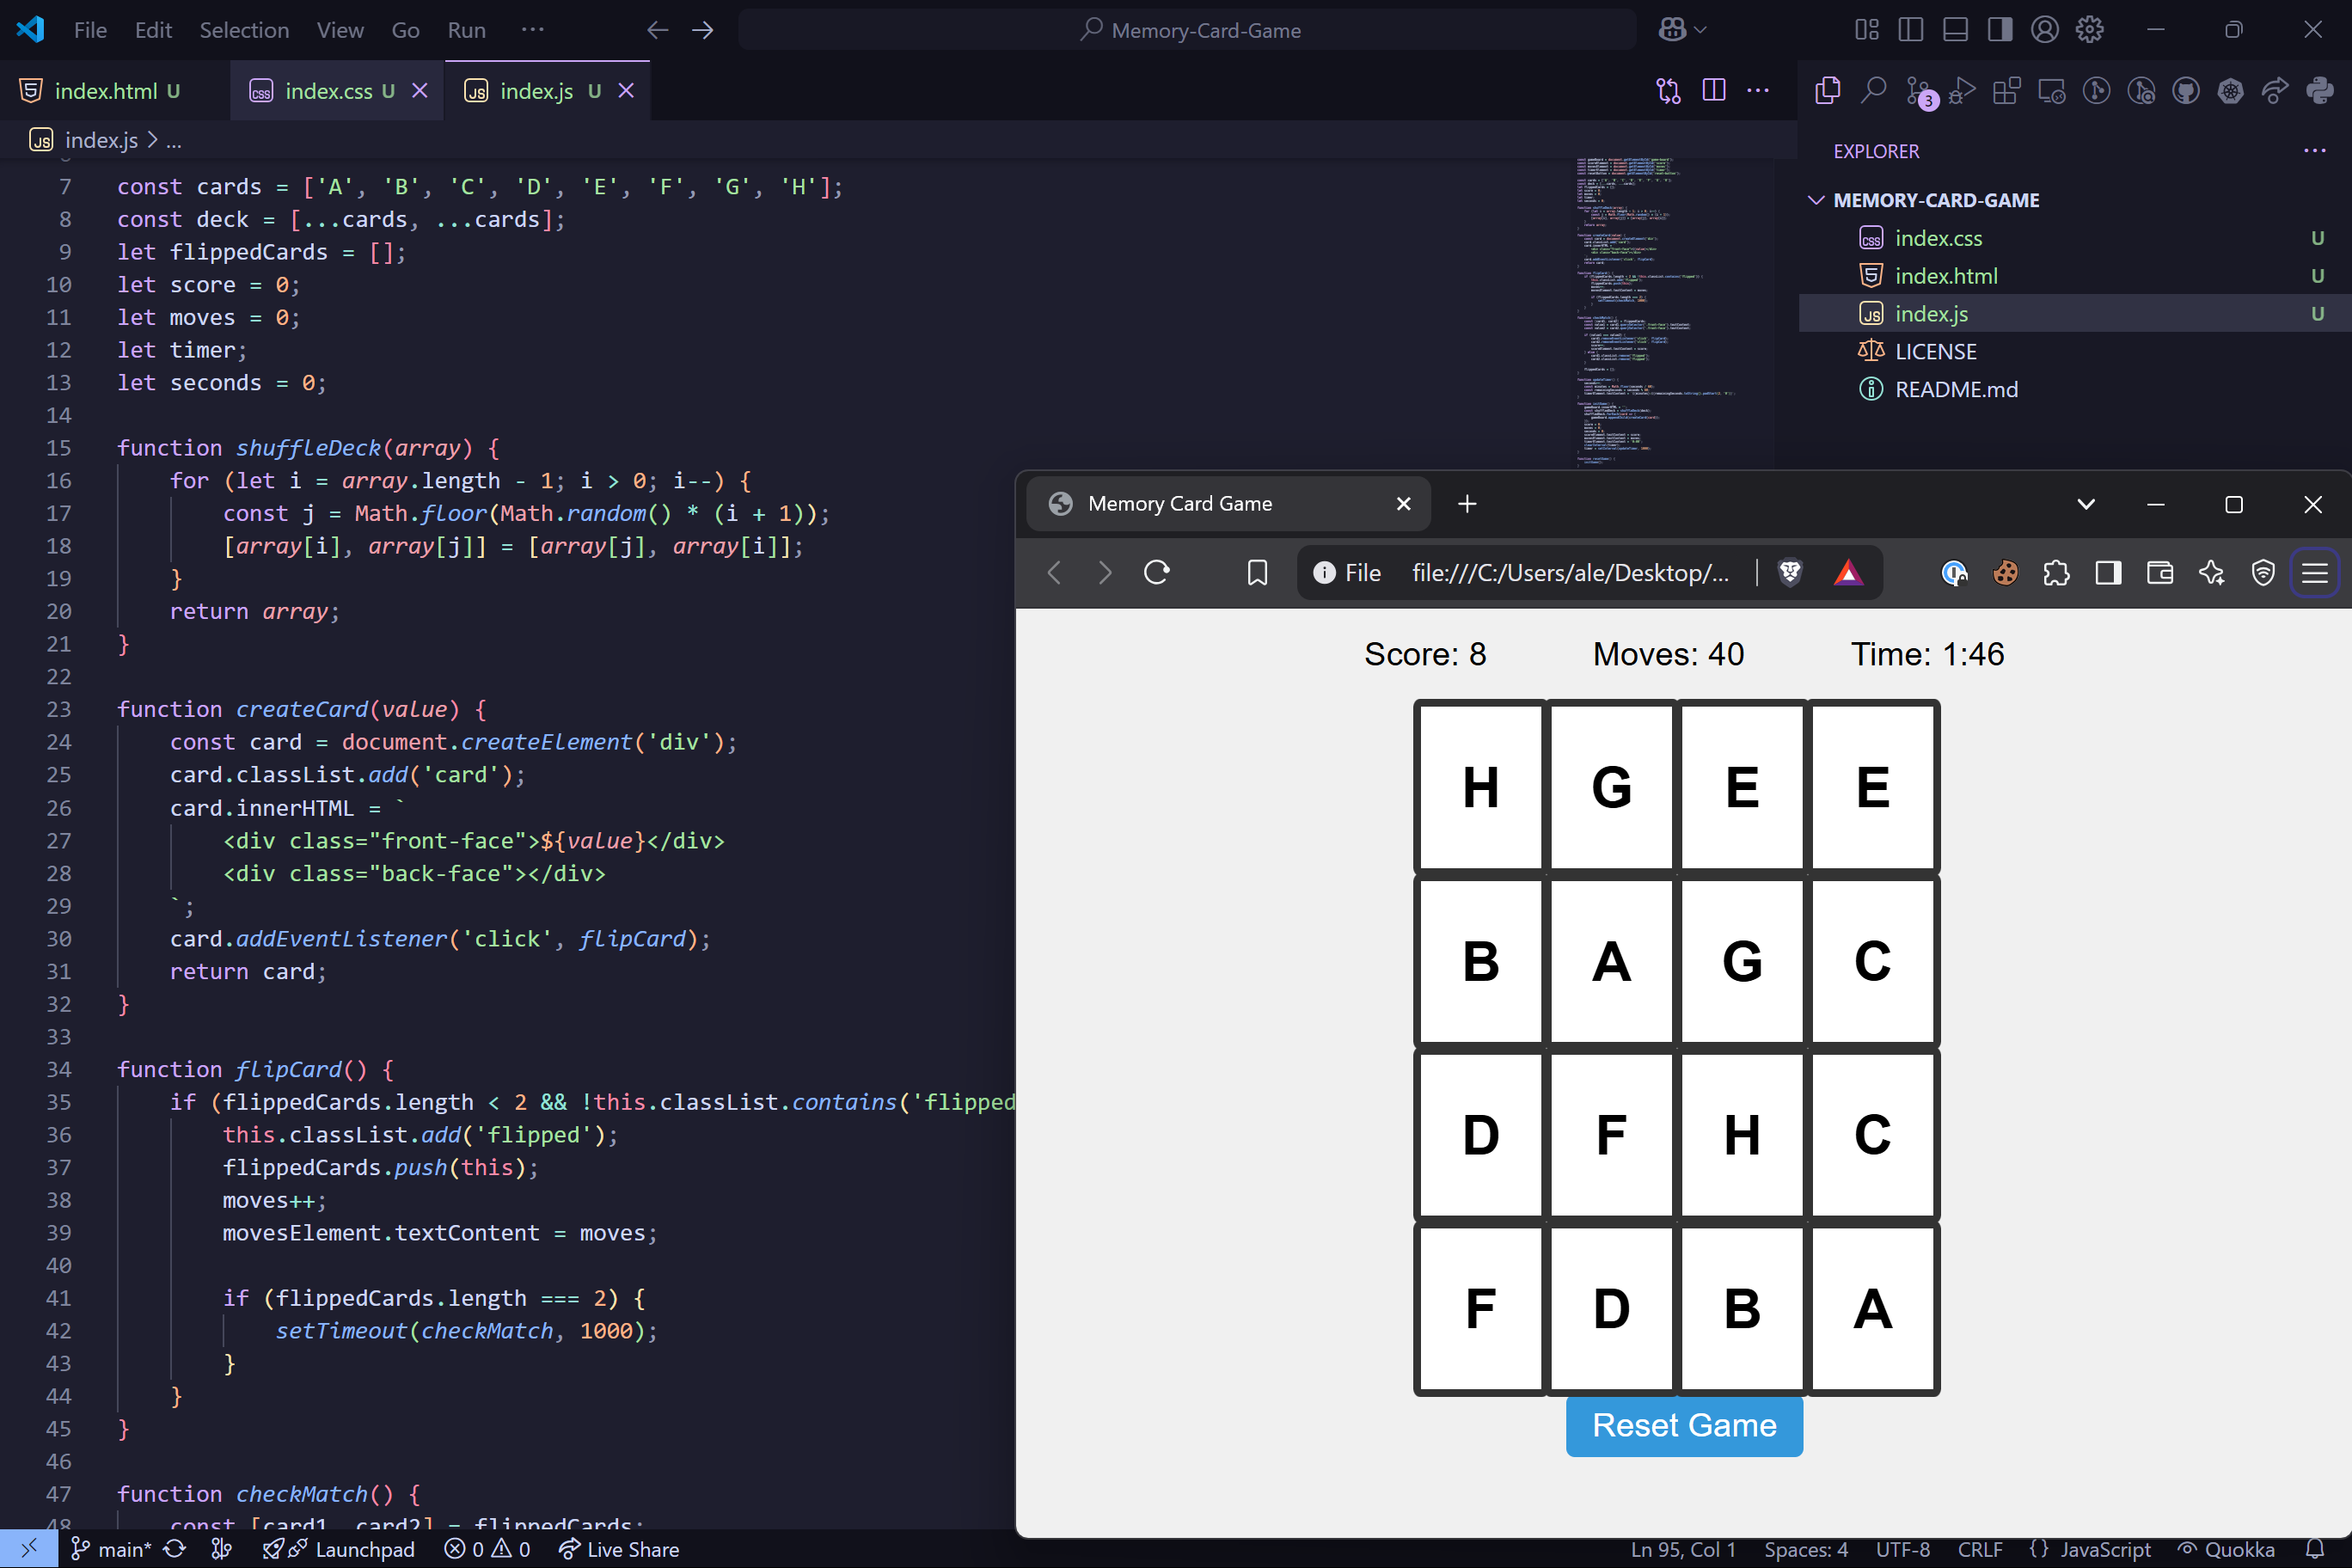 File Edit Selection View Go Run ··· Memory-Card-Game
index.html U index.css U index.js U
3
index.js > ...
EXPLORER
MEMORY-CARD-GAME
index.css U
index.html U
index.js U
LICENSE
README.md
7 const cards = ['A', 'B', 'C', 'D', 'E', 'F', 'G', 'H'];
8 const deck = [...cards, ...cards];
9 let flippedCards = [];
10 let score = 0;
11 let moves = 0;
12 let timer;
13 let seconds = 0;
14
15 function shuffleDeck(array) {
16 for (let i = array.length - 1; i > 0; i--) {
17 const j = Math.floor(Math.random() * (i + 1));
18 [array[i], array[j]] = [array[j], array[i]];
19 }
20 return array;
21 }
22
23 function createCard(value) {
24 const card = document.createElement('div');
25 card.classList.add('card');
26 card.innerHTML = `
27 <div class="front-face">${value}</div>
28 <div class="back-face"></div>
29 `;
30 card.addEventListener('click', flipCard);
31 return card;
32 }
33
34 function flipCard() {
35 if (flippedCards.length < 2 && !this.classList.contains('flipped
36 this.classList.add('flipped');
37 flippedCards.push(this);
38 moves++;
39 movesElement.textContent = moves;
40
41 if (flippedCards.length === 2) {
42 setTimeout(checkMatch, 1000);
43 }
44 }
45 }
46
47 function checkMatch() {
48 const [card1, card2] = flippedCards;
Memory Card Game
File file:///C:/Users/ale/Desktop/...
Score: 8 Moves: 40 Time: 1:46
H G E E
B A G C
D F H C
F D B A
Reset Game
main* Launchpad 0 0 Live Share Ln 95, Col 1 Spaces: 4 UTF-8 CRLF {} JavaScript Quokka